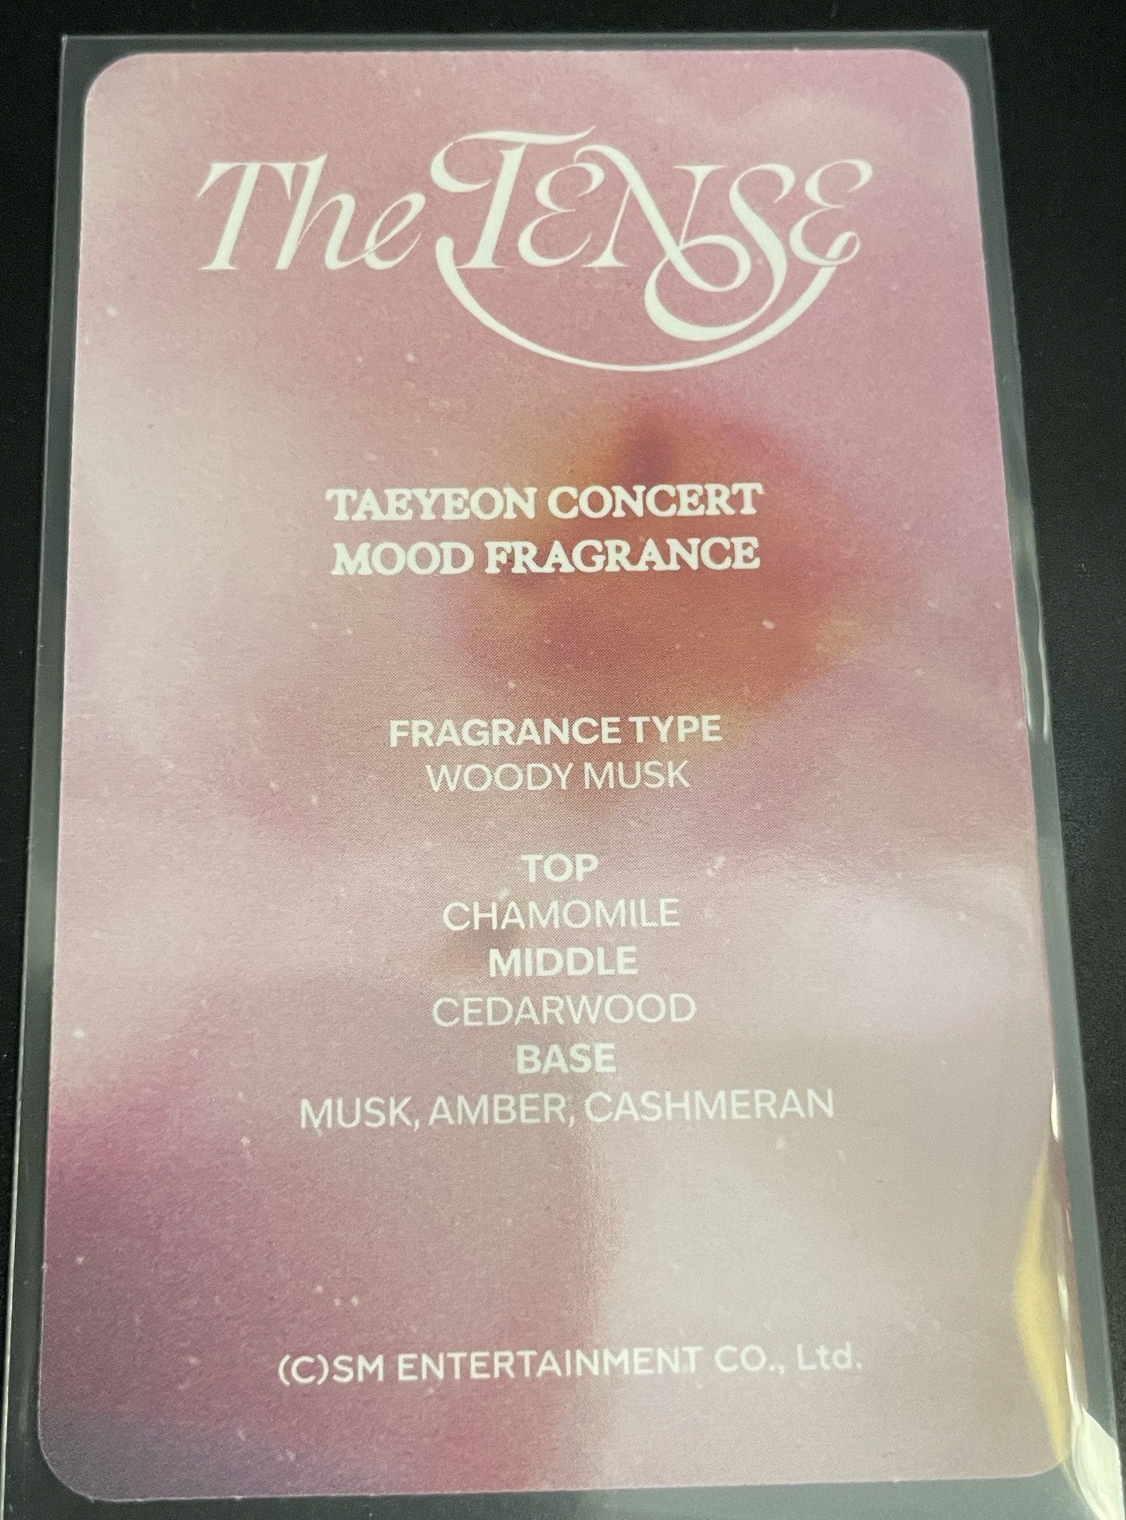 The TENSE
TAEYEON CONCERT
MOOD FRAGRANCE
FRAGRANCE TYPE
WOODY MUSK
TOP
CHAMOMILE
MIDDLE
CEDARWOOD
BASE
MUSK, AMBER, CASHMERAN
(C)SM ENTERTAINMENT CO., Ltd.